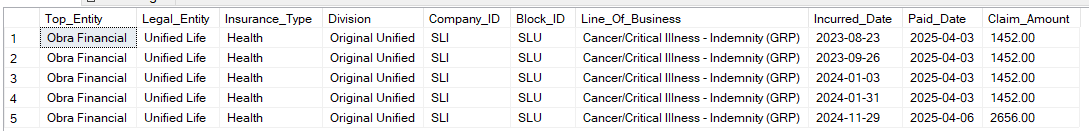 Top_Entity Legal_Entity Insurance_Type Division Company_ID Block_ID Line_Of_Business Incurred_Date Paid_Date Claim_Amount
1 Obra Financial Unified Life Health Original Unified SLI SLU Cancer/Critical Illness - Indemnity (GRP) 2023-08-23 2025-04-03 1452.00
2 Obra Financial Unified Life Health Original Unified SLI SLU Cancer/Critical Illness - Indemnity (GRP) 2023-09-26 2025-04-03 1452.00
3 Obra Financial Unified Life Health Original Unified SLI SLU Cancer/Critical Illness - Indemnity (GRP) 2024-01-03 2025-04-03 1452.00
4 Obra Financial Unified Life Health Original Unified SLI SLU Cancer/Critical Illness - Indemnity (GRP) 2024-01-31 2025-04-03 1452.00
5 Obra Financial Unified Life Health Original Unified SLI SLU Cancer/Critical Illness - Indemnity (GRP) 2024-11-29 2025-04-06 2656.00